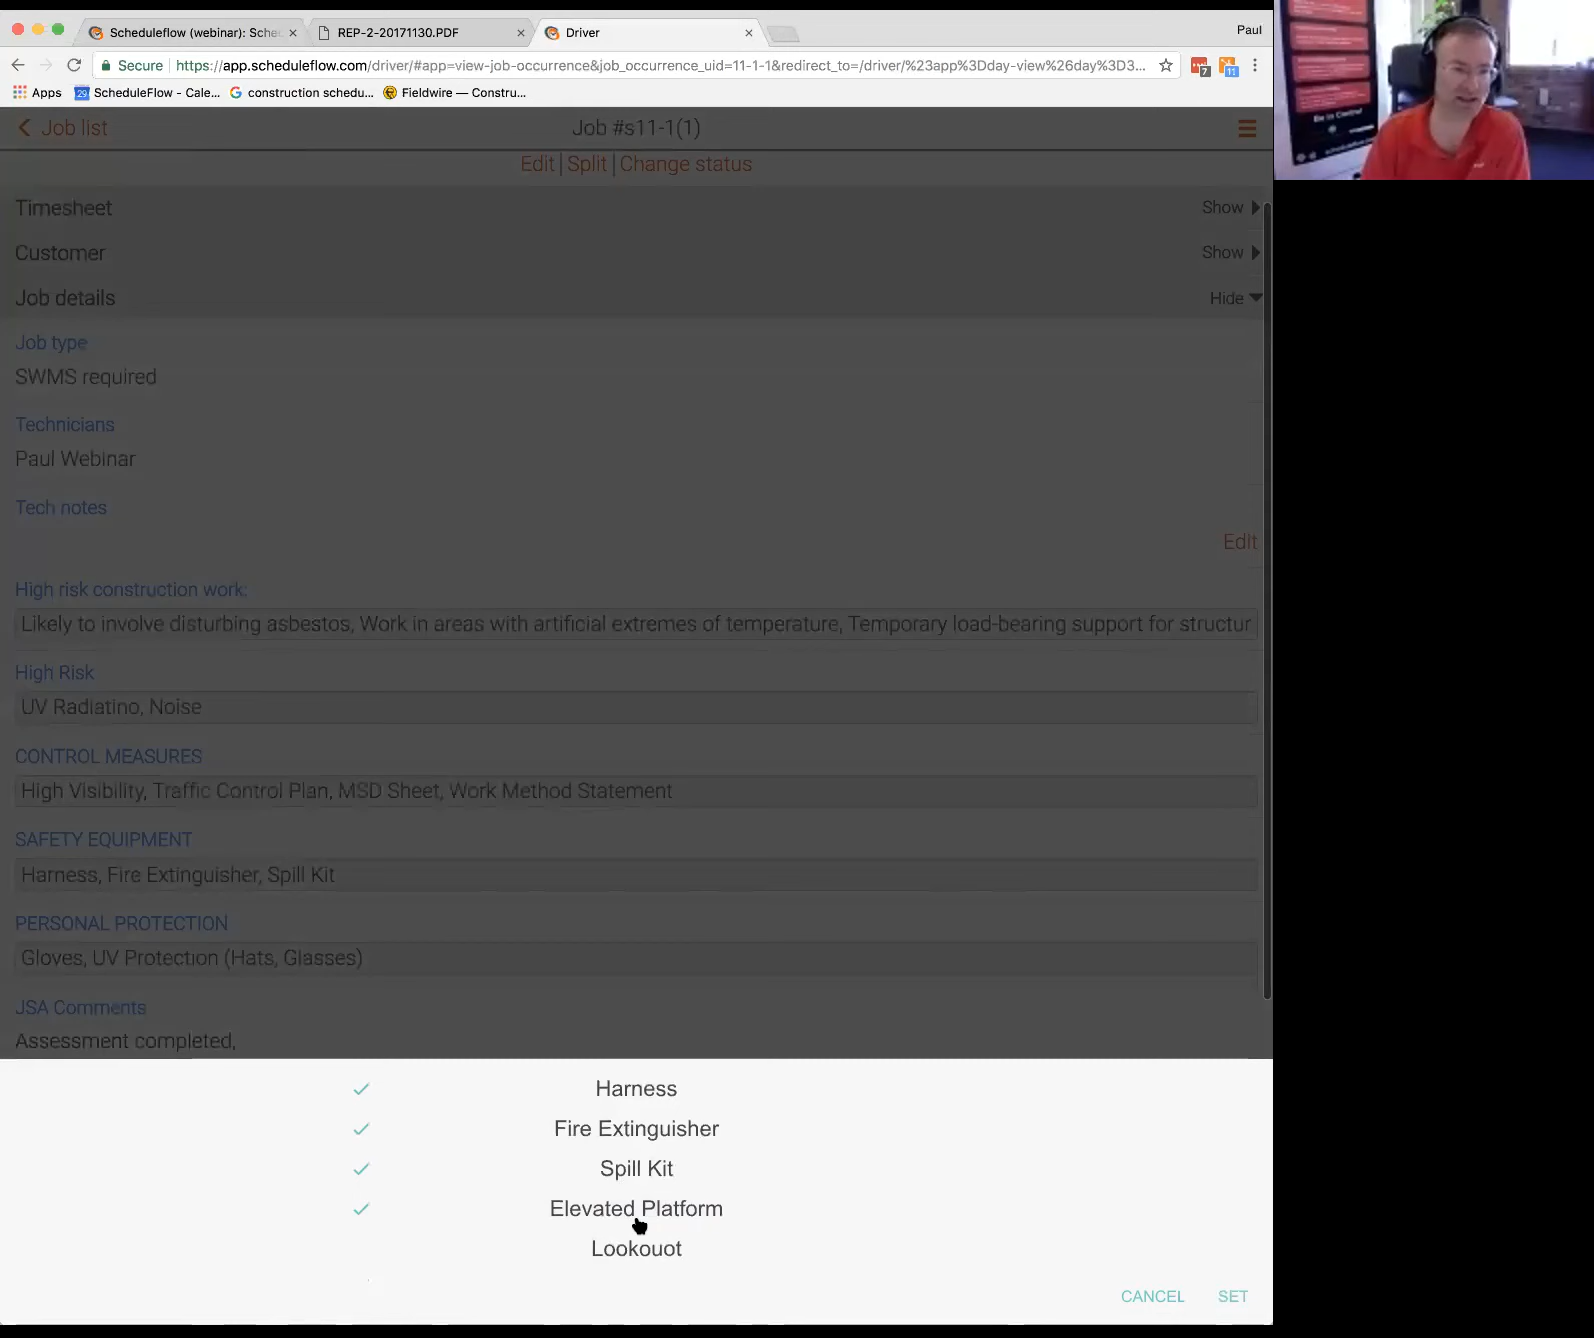 Scheduleflow (webinar): Sche
REP-2-20171130.PDF
Driver
Paul
Secure
https://app.scheduleflow.com/driver/#app=view-job-occurrence&job_occurrence_uid=11-1-1&redirect_to=/driver/%23app%3Dday-view%26day%3D3...
7
11
Apps
29
ScheduleFlow - Cale...
construction schedu...
Fieldwire — Constru...
Job list
Job #s11-1(1)
Edit | Split | Change status
Timesheet
Show
Customer
Show
Job details
Hide
Job type
SWMS required
Technicians
Paul Webinar
Tech notes
Edit
High risk construction work:
Likely to involve disturbing asbestos, Work in areas with artificial extremes of temperature, Temporary load-bearing support for structur
High Risk
UV Radiatino, Noise
CONTROL MEASURES
High Visibility, Traffic Control Plan, MSD Sheet, Work Method Statement
SAFETY EQUIPMENT
Harness, Fire Extinguisher, Spill Kit
PERSONAL PROTECTION
Gloves, UV Protection (Hats, Glasses)
JSA Comments
Assessment completed,
Harness
Fire Extinguisher
Spill Kit
Elevated Platform
Lookouot
CANCEL
SET
Be in Control